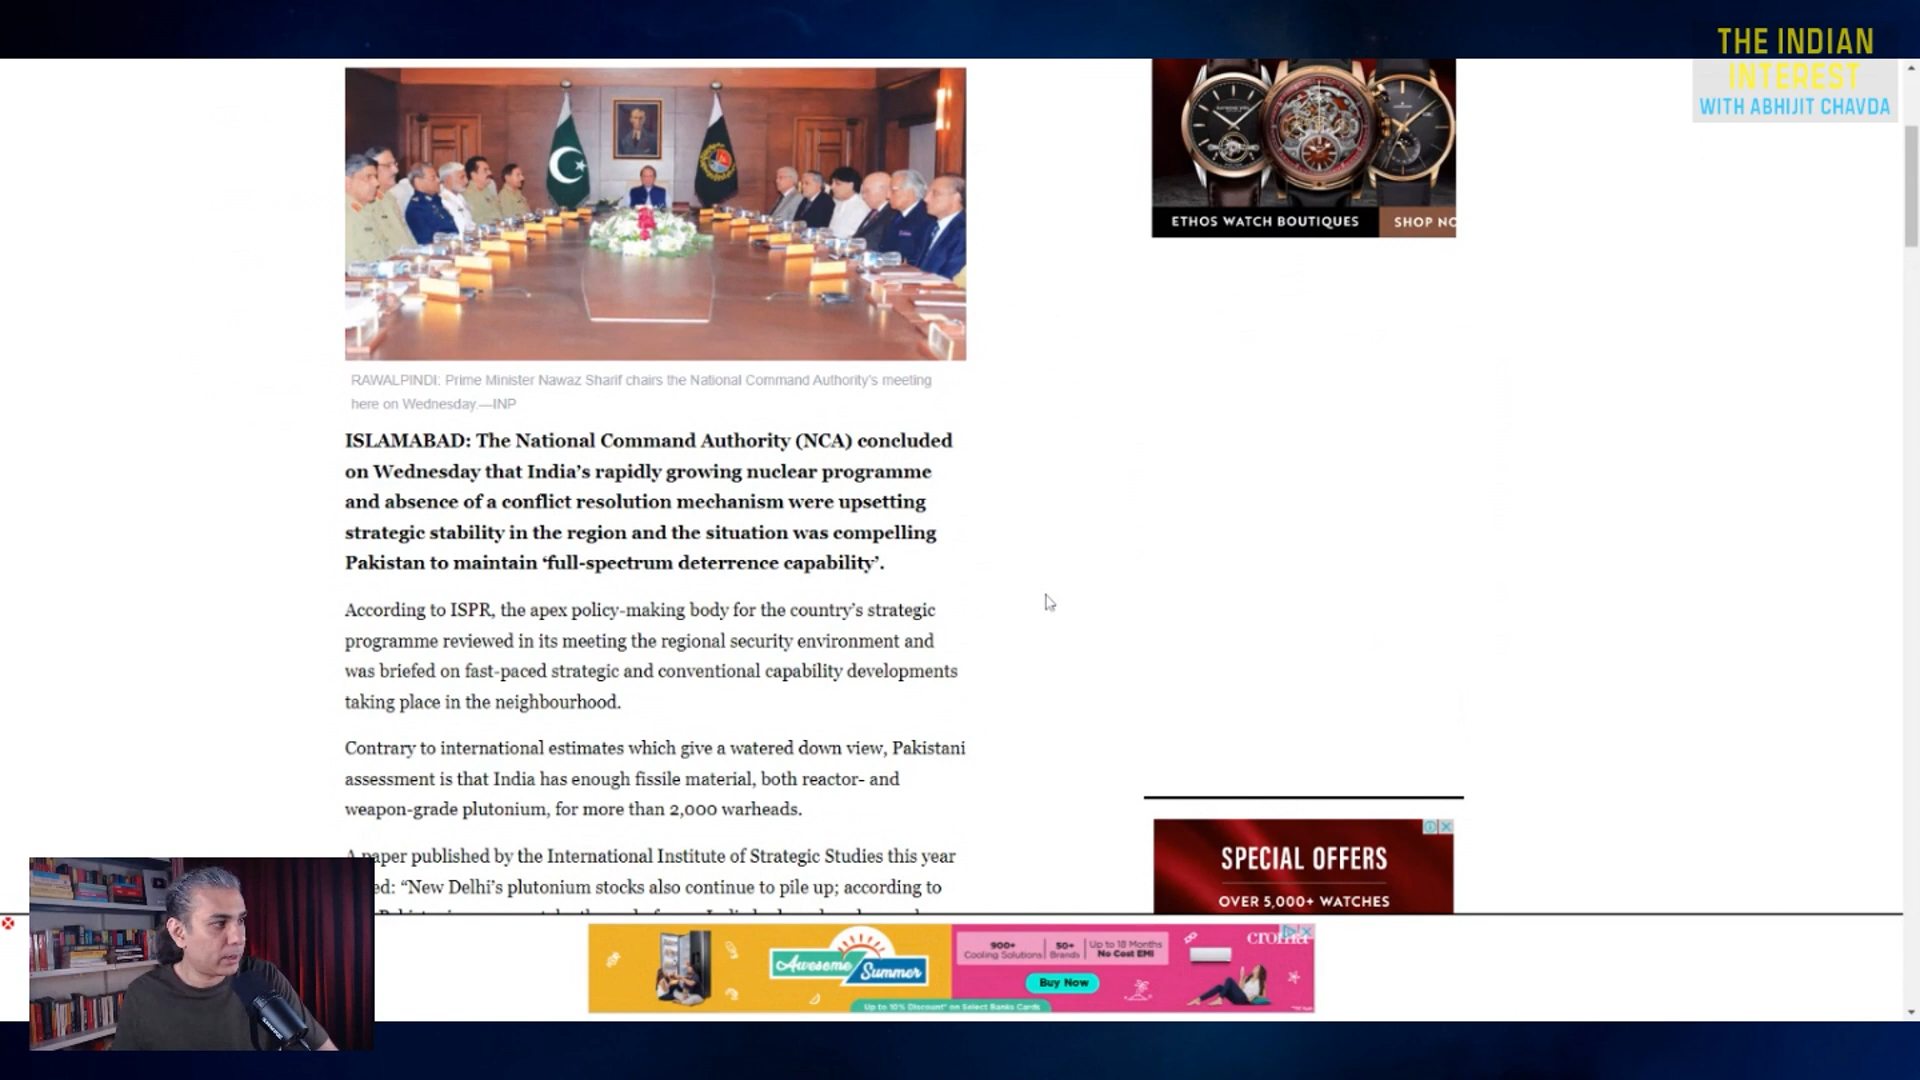 THE INDIAN
INTEREST
WITH ABHIJIT CHAVDA
ETHOS WATCH BOUTIQUES
SHOP NO
RAWALPINDI: Prime Minister Nawaz Sharif chairs the National Command Authority's meeting
here on Wednesday.—INP
ISLAMABAD: The National Command Authority (NCA) concluded
on Wednesday that India’s rapidly growing nuclear programme
and absence of a conflict resolution mechanism were upsetting
strategic stability in the region and the situation was compelling
Pakistan to maintain ‘full-spectrum deterrence capability’.
According to ISPR, the apex policy-making body for the country’s strategic
programme reviewed in its meeting the regional security environment and
was briefed on fast-paced strategic and conventional capability developments
taking place in the neighbourhood.
Contrary to international estimates which give a watered down view, Pakistani
assessment is that India has enough fissile material, both reactor- and
weapon-grade plutonium, for more than 2,000 warheads.
A paper published by the International Institute of Strategic Studies this year
ed: “New Delhi’s plutonium stocks also continue to pile up; according to
SPECIAL OFFERS
OVER 5,000+ WATCHES
Awesome Summer
900+ Cooling Solutions
50+ Brands
Up to 18 Months
No Cost EMI
Buy Now
croma
Up to 10% Discount* on Select Banks Cards